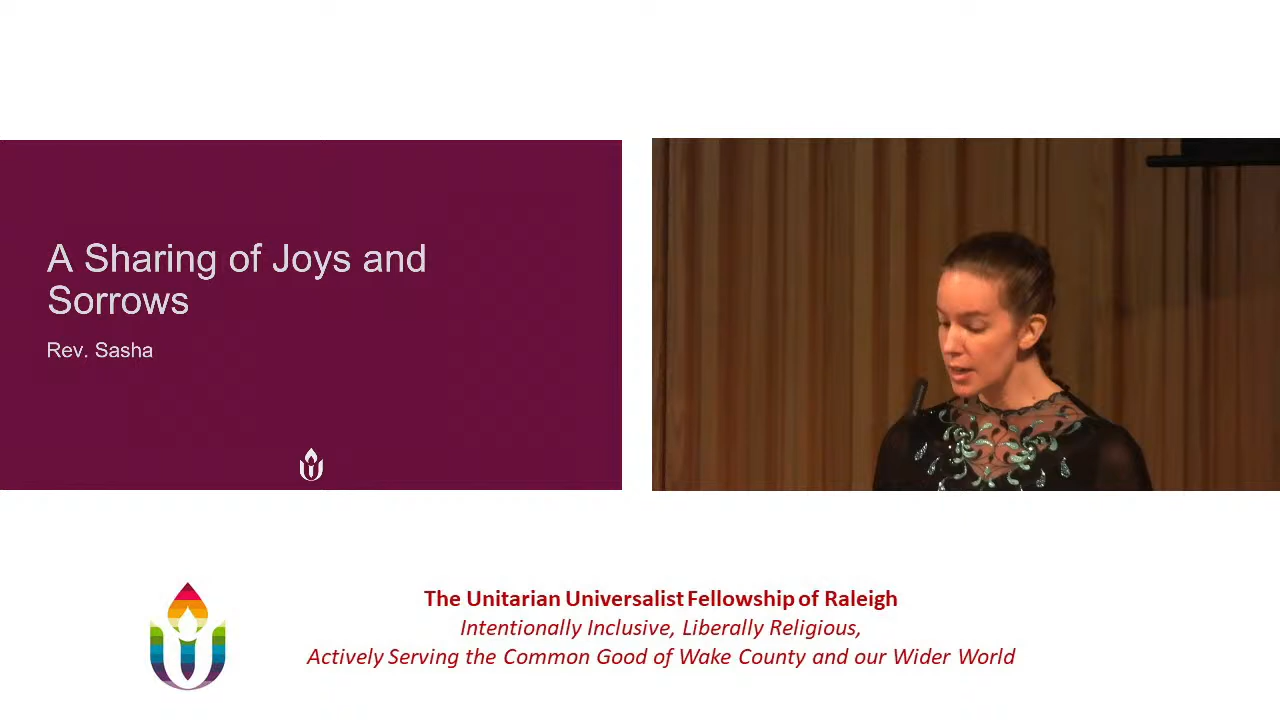 A Sharing of Joys and
Sorrows
Rev. Sasha
The Unitarian Universalist Fellowship of Raleigh
Intentionally Inclusive, Liberally Religious,
Actively Serving the Common Good of Wake County and our Wider World